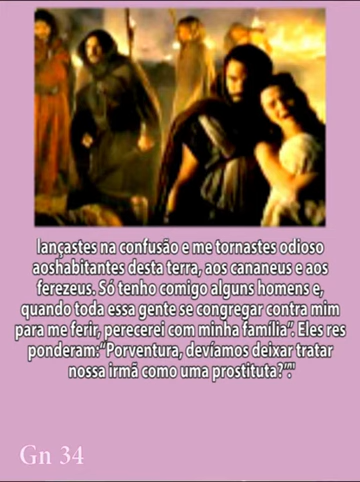 lançastes na confusão e me tornastes odioso
aoshabitantes desta terra, aos cananeus e aos
ferezeus. Só tenho comigo alguns homens e,
quando toda essa gente se congregar contra mim
para me ferir, perecerei com minha família”. Eles res
ponderam:“Porventura, devíamos deixar tratar
nossa irmã como uma prostituta?”."
Gn 34